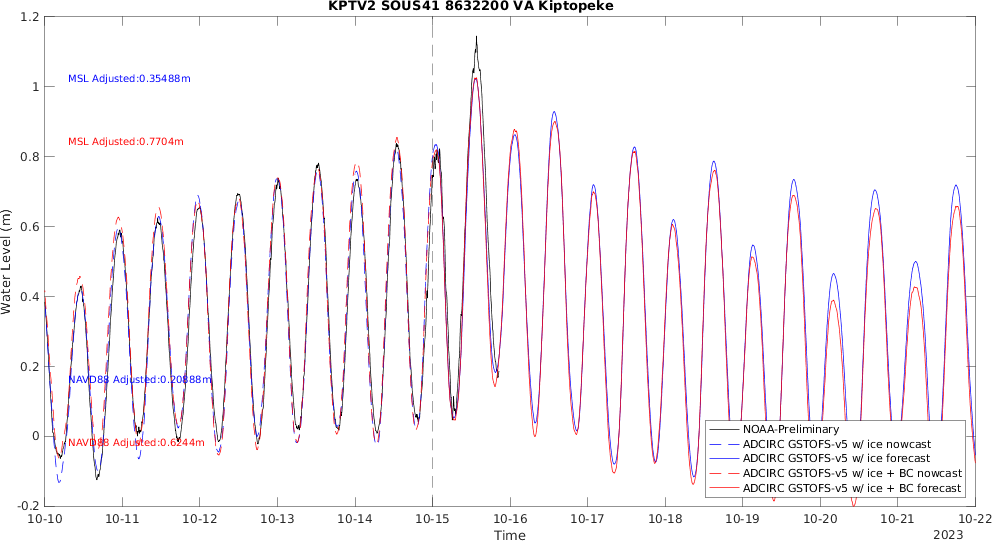 KPTV2 SOUS41 8632200 VA Kiptopeke
1.2
1
0.8
0.6
0.4
0.2
0
-0.2
Water Level (m)
MSL Adjusted:0.35488m
MSL Adjusted:0.7704m
NAVD88 Adjusted:0.20888m
NAVD88 Adjusted:0.6244m
NOAA-Preliminary
ADCIRC GSTOFS-v5 w/ ice nowcast
ADCIRC GSTOFS-v5 w/ ice forecast
ADCIRC GSTOFS-v5 w/ ice + BC nowcast
ADCIRC GSTOFS-v5 w/ ice + BC forecast
10-10 10-11 10-12 10-13 10-14 10-15 10-16 10-17 10-18 10-19 10-20 10-21 10-22
Time
2023